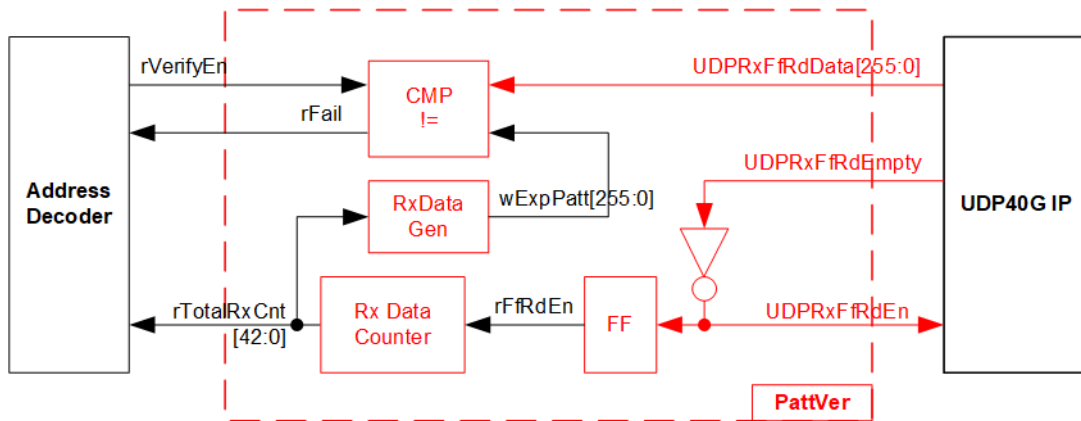 rVerifyEn
UDPRxFfRdData[255:0]
CMP
!=
rFail
UDPRxFfRdEmpty
Address
Decoder
RxData
Gen
wExpPatt[255:0]
UDP40G IP
rTotalRxCnt
[42:0]
Rx Data
Counter
rFfRdEn
FF
UDPRxFfRdEn
PattVer